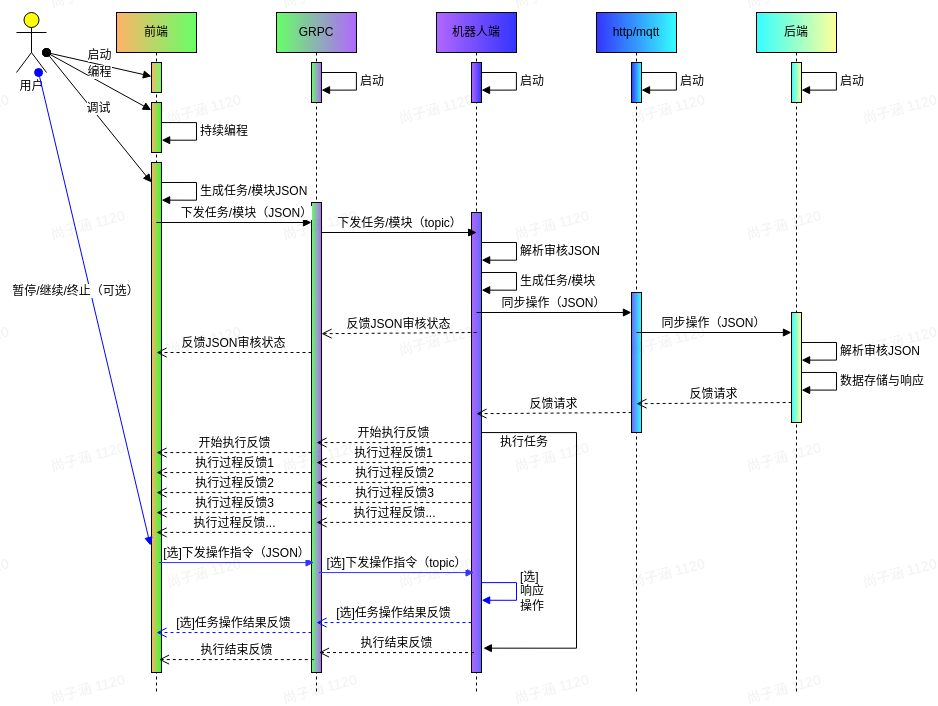 前端
GRPC
机器人端
http/mqtt
后端
用户
启动
编程
调试
启动
启动
启动
启动
持续编程
生成任务/模块JSON
下发任务/模块（JSON）
下发任务/模块（topic）
解析审核JSON
生成任务/模块
暂停/继续/终止（可选）
同步操作（JSON）
同步操作（JSON）
反馈JSON审核状态
反馈JSON审核状态
解析审核JSON
数据存储与响应
反馈请求
反馈请求
开始执行反馈
开始执行反馈
执行任务
执行过程反馈1
执行过程反馈1
执行过程反馈2
执行过程反馈2
执行过程反馈3
执行过程反馈3
执行过程反馈...
执行过程反馈...
[选]下发操作指令（JSON）
[选]下发操作指令（topic）
[选]
响应
操作
[选]任务操作结果反馈
[选]任务操作结果反馈
执行结束反馈
执行结束反馈
尚子涵 1120